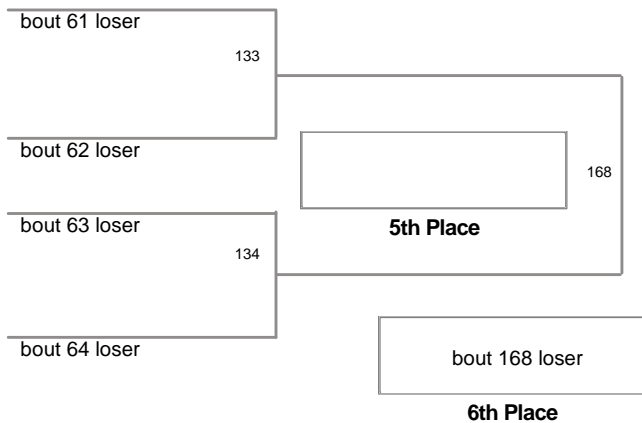 bout 61 loser
133
bout 62 loser
168
bout 63 loser
5th Place
134
bout 64 loser
bout 168 loser
6th Place